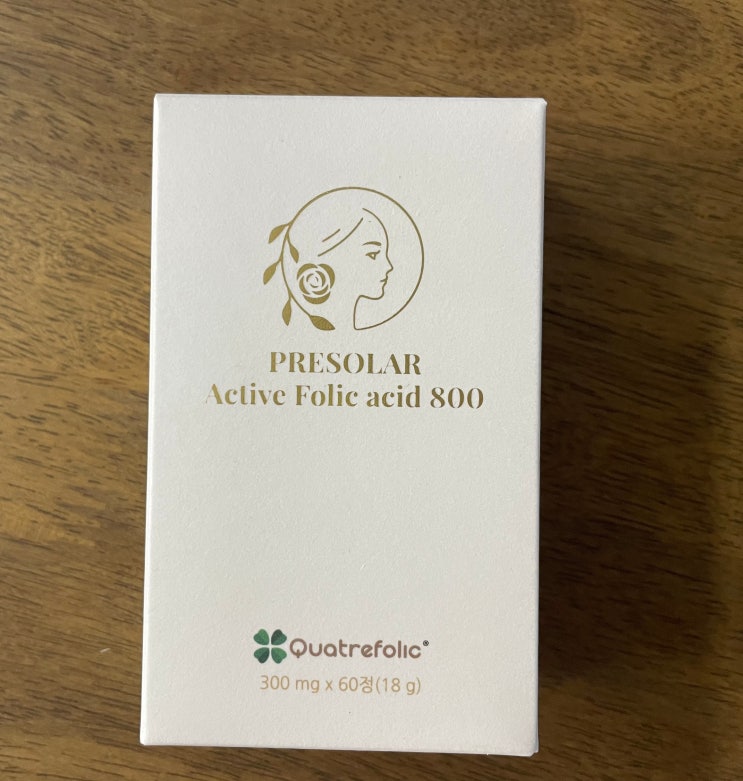 PRESOLAR
Active Folic acid 800
Quatrefolic®
300 mg x 60정(18 g)